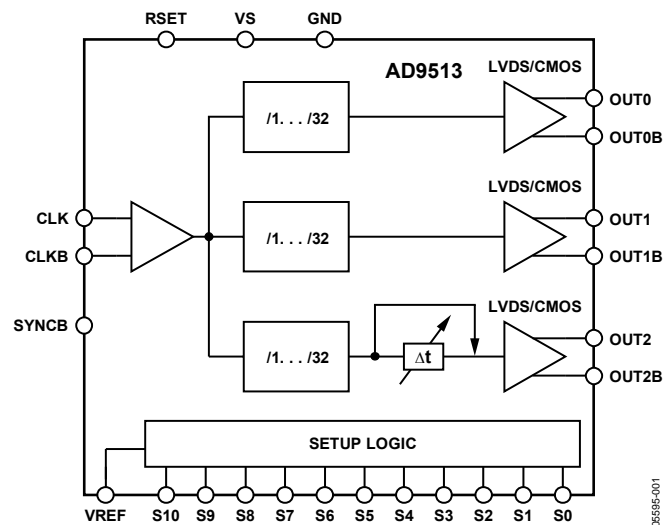 RSET VS GND
AD9513
LVDS/CMOS
/1. . . /32
OUT0
OUT0B
LVDS/CMOS
CLK
/1. . . /32
OUT1
CLKB
OUT1B
SYNCB
LVDS/CMOS
/1. . . /32
Δt
OUT2
OUT2B
SETUP LOGIC
VREF S10 S9 S8 S7 S6 S5 S4 S3 S2 S1 S0
05595-001